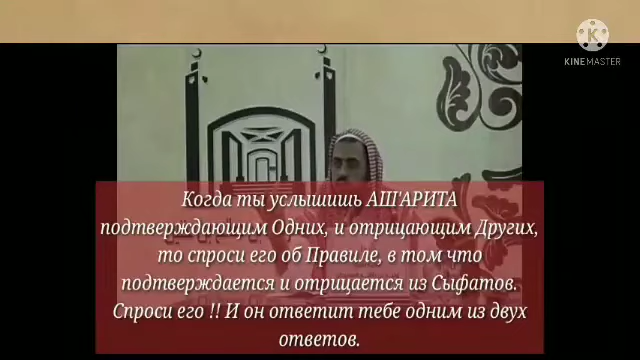 KINEMASTER
Когда ты услышишь АШ'АРИТА
подтверждающим Одних, и отрицающим Других,
то спроси его об Правиле, в том что
подтверждается и отрицается из Сыфатов.
Спроси его !! И он ответит тебе одним из двух
ответов.